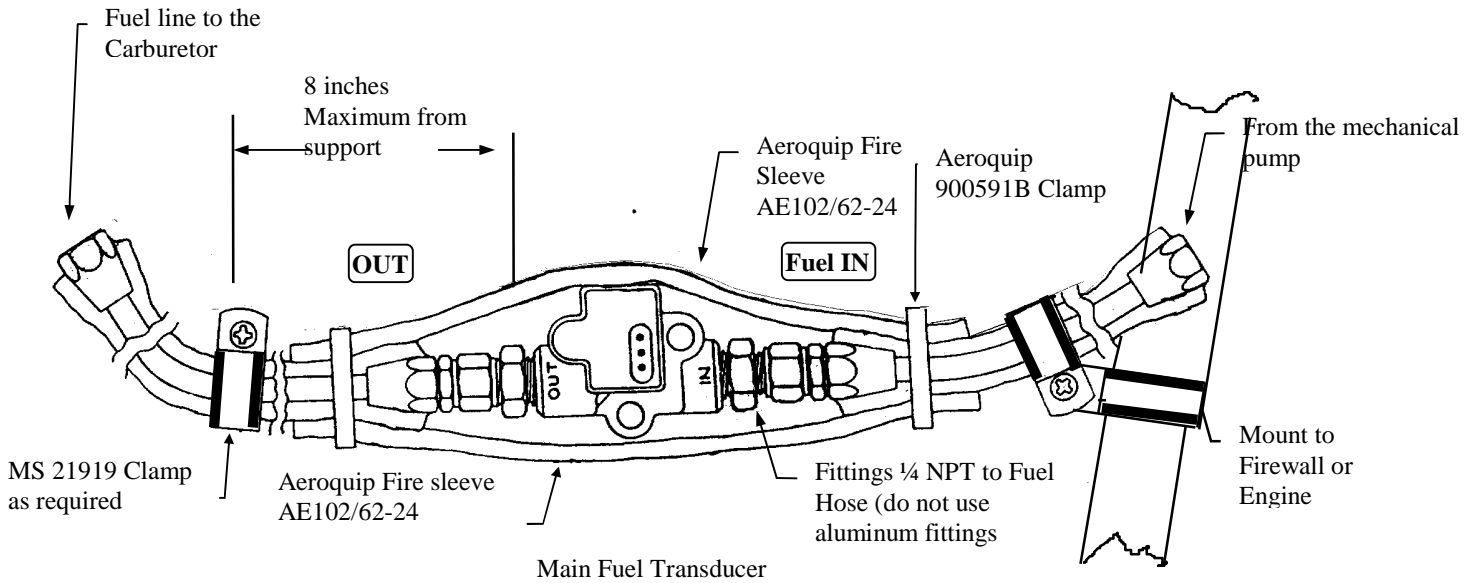 Fuel line to the
Carburetor
8 inches
Maximum from
support
Aeroquip Fire
Sleeve
AE102/62-24
Aeroquip
900591B Clamp
From the mechanical
pump
OUT
Fuel IN
OUT
IN
MS 21919 Clamp
as required
Aeroquip Fire sleeve
AE102/62-24
Main Fuel Transducer
Fittings ¼ NPT to Fuel
Hose (do not use
aluminum fittings
Mount to
Firewall or
Engine